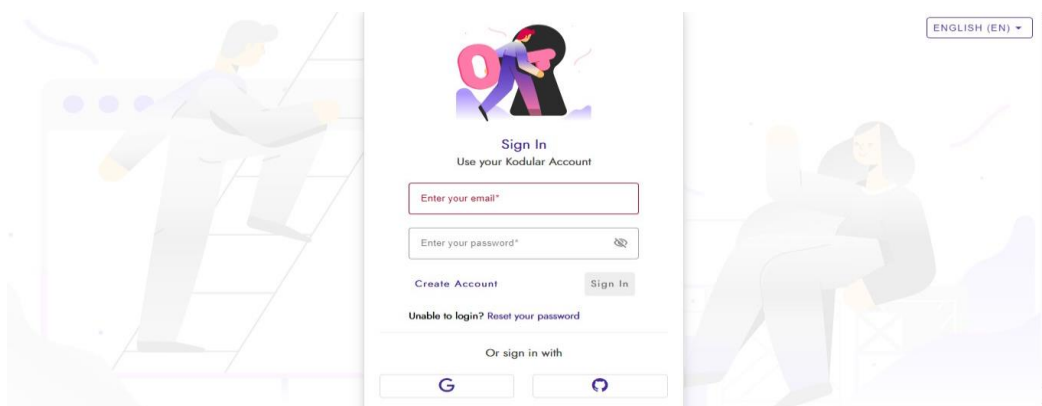 ENGLISH (EN)
Sign In
Use your Kodular Account
Enter your email*
Enter your password*
Create Account
Sign In
Unable to login? Reset your password
Or sign in with
G